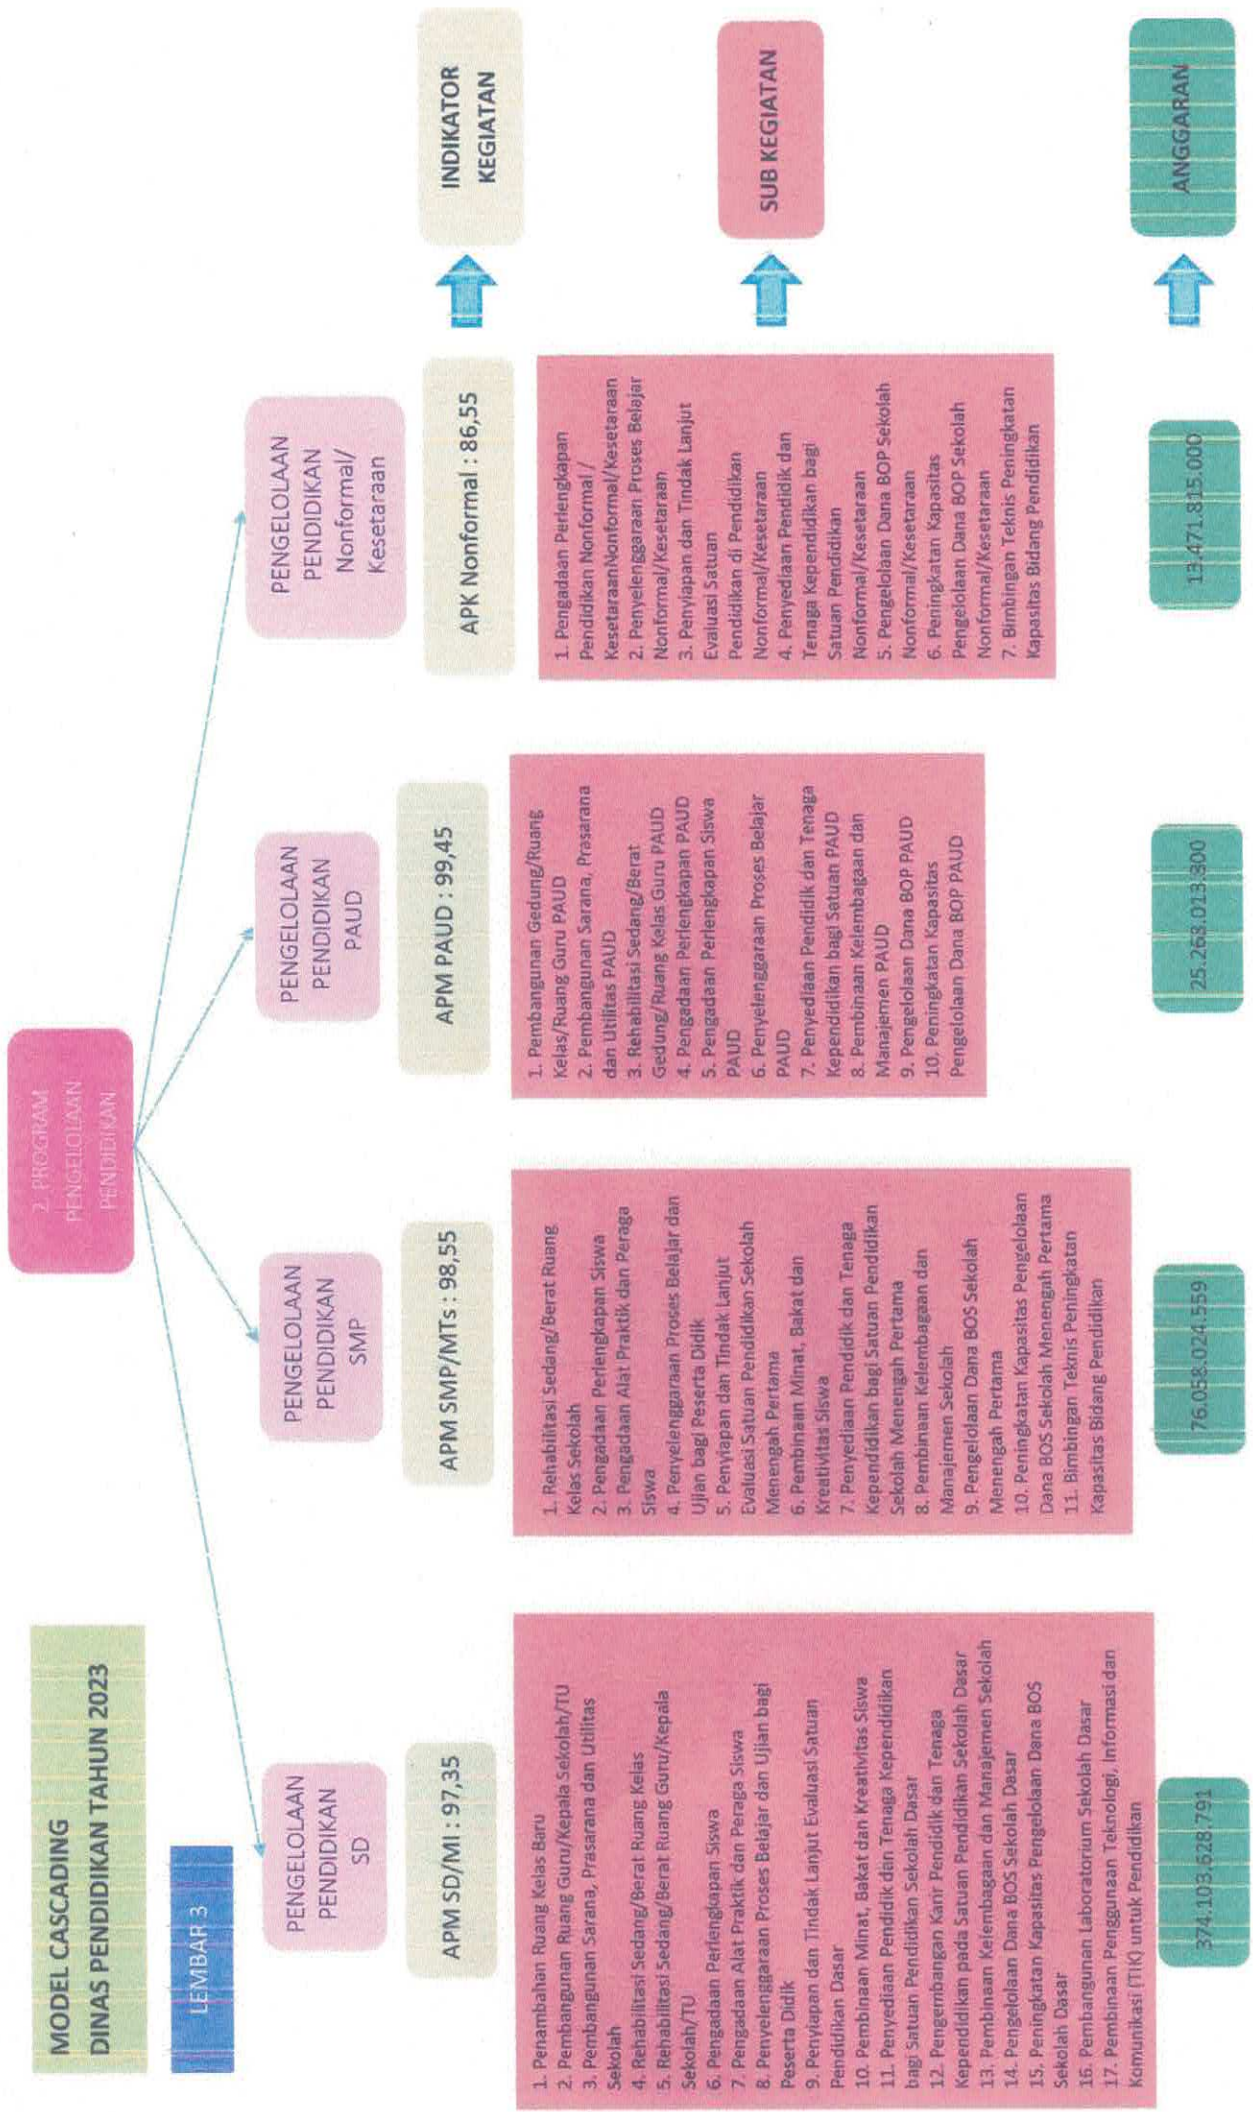 MODEL CASCADING
DINAS PENDIDIKAN TAHUN 2023
LEMBAR 3
2. PROGRAM
PENGELOLAAN
PENDIDIKAN
PENGELOLAAN
PENDIDIKAN
SD
PENGELOLAAN
PENDIDIKAN
SMP
PENGELOLAAN
PENDIDIKAN
PAUD
PENGELOLAAN
PENDIDIKAN
Nonformal/
Kesetaraan
APM SD/MI : 97,35
APM SMP/MTs : 98,55
APM PAUD : 99,45
APK Nonformal : 86,55
INDIKATOR
KEGIATAN
1. Penambahan Ruang Kelas Baru
2. Pembangunan Ruang Guru/Kepala Sekolah/TU
3. Pembangunan Sarana, Prasarana dan Utilitas
Sekolah
4. Rehabilitasi Sedang/Berat Ruang Kelas
5. Rehabilitasi Sedang/Berat Ruang Guru/Kepala
Sekolah/TU
6. Pengadaan Perlengkapan Siswa
7. Pengadaan Alat Praktik dan Peraga Siswa
8. Penyelenggaraan Proses Belajar dan Ujian bagi
Peserta Didik
9. Penyiapan dan Tindak Lanjut Evaluasi Satuan
Pendidikan Dasar
10. Pembinaan Minat, Bakat dan Kreativitas Siswa
11. Penyediaan Pendidik dan Tenaga Kependidikan
bagi Satuan Pendidikan Sekolah Dasar
12. Pengembangan Karir Pendidik dan Tenaga
Kependidikan pada Satuan Pendidikan Sekolah Dasar
13. Pembinaan Kelembagaan dan Manajemen Sekolah
14. Pengelolaan Dana BOS Sekolah Dasar
15. Peningkatan Kapasitas Pengelolaan Dana BOS
Sekolah Dasar
16. Pembangunan Laboratorium Sekolah Dasar
17. Pembinaan Penggunaan Teknologi, Informasi dan
Komunikasi (TIK) untuk Pendidikan
1. Rehabilitasi Sedang/Berat Ruang
Kelas Sekolah
2. Pengadaan Perlengkapan Siswa
3. Pengadaan Alat Praktik dan Peraga
Siswa
4. Penyelenggaraan Proses Belajar dan
Ujian bagi Peserta Didik
5. Penyiapan dan Tindak Lanjut
Evaluasi Satuan Pendidikan Sekolah
Menengah Pertama
6. Pembinaan Minat, Bakat dan
Kreativitas Siswa
7. Penyediaan Pendidik dan Tenaga
Kependidikan bagi Satuan Pendidikan
Sekolah Menengah Pertama
8. Pembinaan Kelembagaan dan
Manajemen Sekolah
9. Pengelolaan Dana BOS Sekolah
Menengah Pertama
10. Peningkatan Kapasitas Pengelolaan
Dana BOS Sekolah Menengah Pertama
11. Bimbingan Teknis Peningkatan
Kapasitas Bidang Pendidikan
1. Pembangunan Gedung/Ruang
Kelas/Ruang Guru PAUD
2. Pembangunan Sarana, Prasarana
dan Utilitas PAUD
3. Rehabilitasi Sedang/Berat
Gedung/Ruang Kelas Guru PAUD
4. Pengadaan Perlengkapan PAUD
5. Pengadaan Perlengkapan Siswa
PAUD
6. Penyelenggaraan Proses Belajar
PAUD
7. Penyediaan Pendidik dan Tenaga
Kependidikan bagi Satuan PAUD
8. Pembinaan Kelembagaan dan
Manajemen PAUD
9. Pengelolaan Dana BOP PAUD
10. Peningkatan Kapasitas
Pengelolaan Dana BOP PAUD
1. Pengadaan Perlengkapan
Pendidikan Nonformal /
KesetaraanNonformal/Kesetaraan
2. Penyelenggaraan Proses Belajar
Nonformal/Kesetaraan
3. Penyiapan dan Tindak Lanjut
Evaluasi Satuan
Pendidikan di Pendidikan
Nonformal/Kesetaraan
4. Penyediaan Pendidik dan
Tenaga Kependidikan bagi
Satuan Pendidikan
Nonformal/Kesetaraan
5. Pengelolaan Dana BOP Sekolah
Nonformal/Kesetaraan
6. Peningkatan Kapasitas
Pengelolaan Dana BOP Sekolah
Nonformal/Kesetaraan
7. Bimbingan Teknis Peningkatan
Kapasitas Bidang Pendidikan
SUB KEGIATAN
374.103.628.791
76.058.024.559
25.268.013.800
13.471.815.000
ANGGARAN